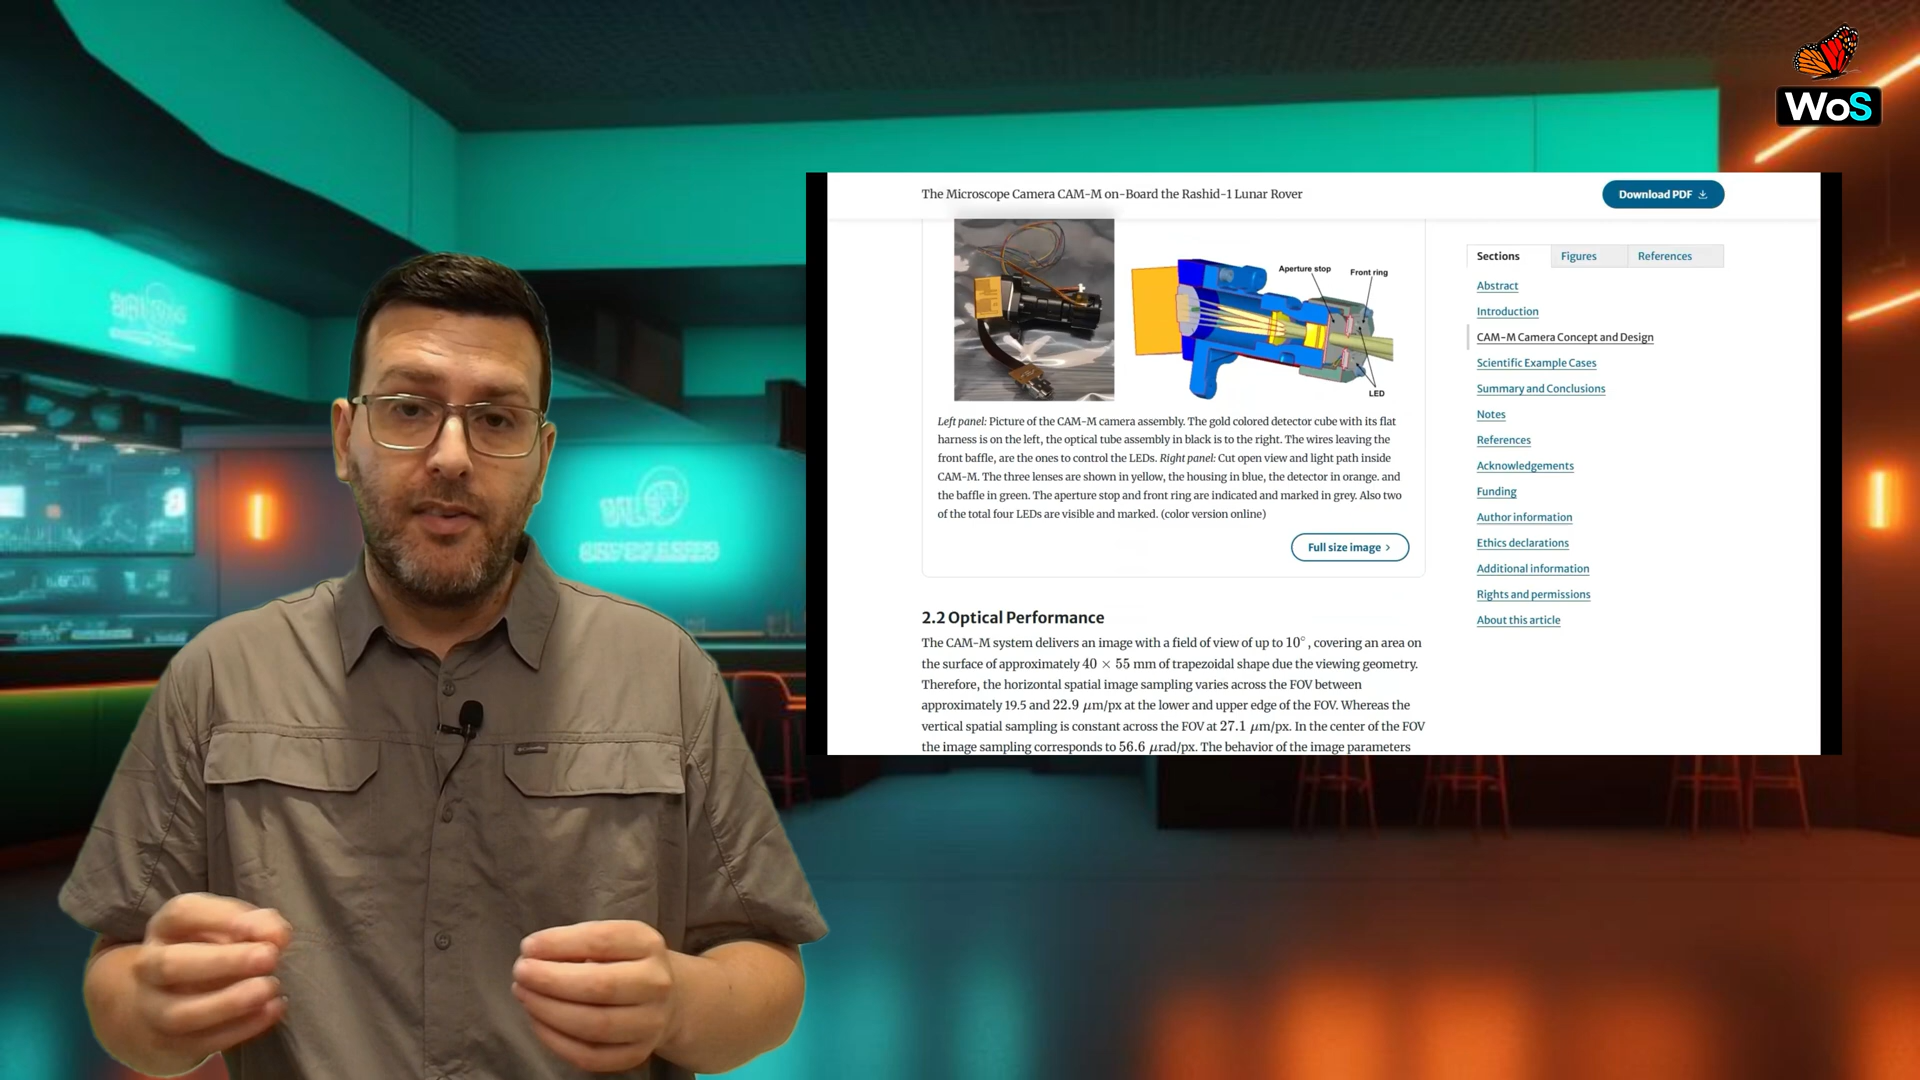 WoS
The Microscope Camera CAM-M on-Board the Rashid-1 Lunar Rover
Download PDF
Aperture stop
Front ring
LED
Left panel: Picture of the CAM-M camera assembly. The gold colored detector cube with its flat
harness is on the left, the optical tube assembly in black is to the right. The wires leaving the
front baffle, are the ones to control the LEDs. Right panel: Cut open view and light path inside
CAM-M. The three lenses are shown in yellow, the housing in blue, the detector in orange. and
the baffle in green. The aperture stop and front ring are indicated and marked in grey. Also two
of the total four LEDs are visible and marked. (color version online)
Full size image
2.2 Optical Performance
The CAM-M system delivers an image with a field of view of up to 10°, covering an area on
the surface of approximately 40 × 55 mm of trapezoidal shape due the viewing geometry.
Therefore, the horizontal spatial image sampling varies across the FOV between
approximately 19.5 and 22.9 μm/px at the lower and upper edge of the FOV. Whereas the
vertical spatial sampling is constant across the FOV at 27.1 μm/px. In the center of the FOV
the image sampling corresponds to 56.6 μrad/px. The behavior of the image parameters
Sections
Figures
References
Abstract
Introduction
CAM-M Camera Concept and Design
Scientific Example Cases
Summary and Conclusions
Notes
References
Acknowledgements
Funding
Author information
Ethics declarations
Additional information
Rights and permissions
About this article